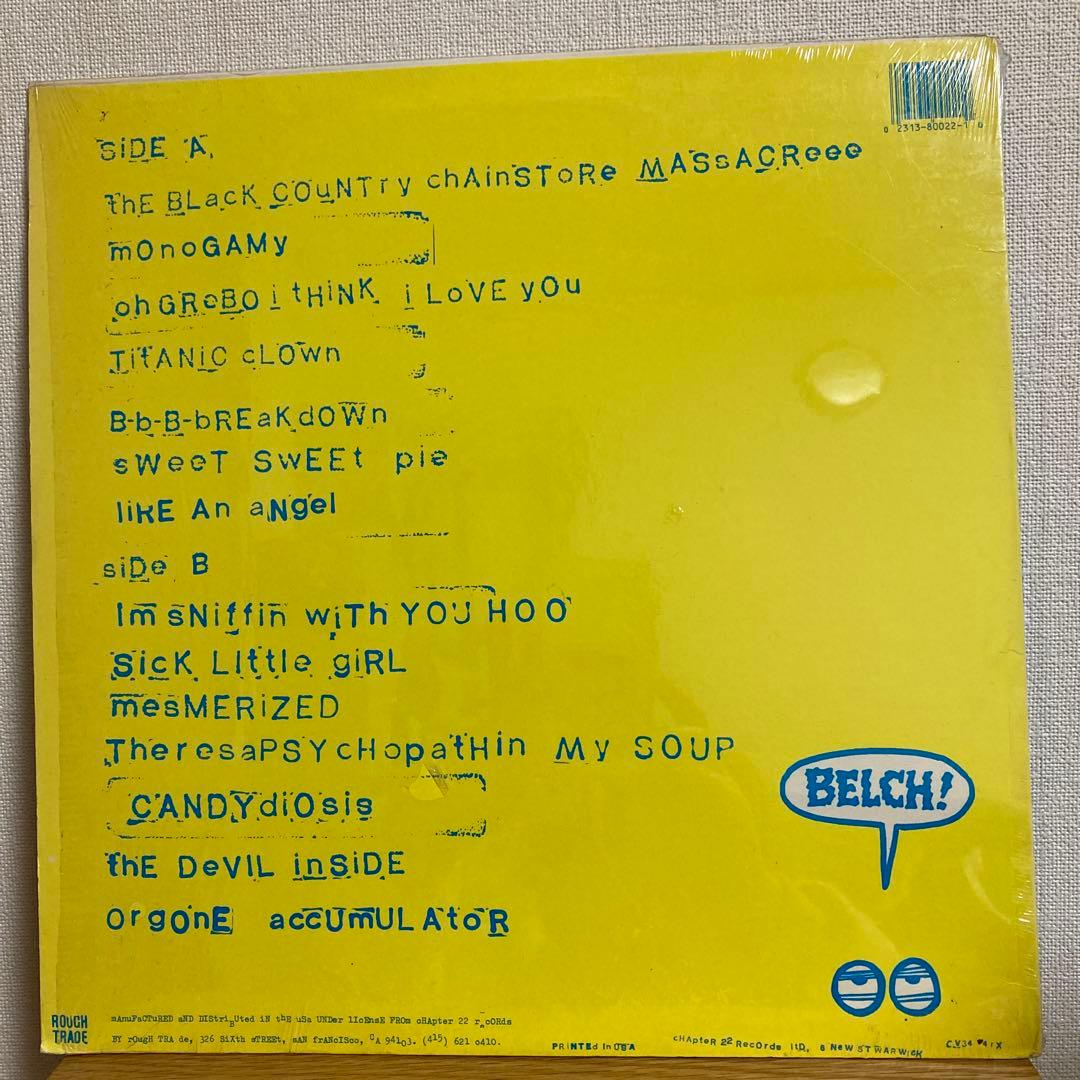 0 2313-80022-1 0
SiDE A,
thE BLacK COuNTry chAinSToRe MASsACReee
mOnoGAMy
oh GReBO i tHiNK i LoVE yOu
TitANiC cLOwn
B-b-B-bREaKdOWn
sWeeT SwEEt pie
liKE An aNgel
siDe B
Im sNiffin wiTh YOU HOO
SicK LIttle giRL
mesMERiZED
TheresaPSYcHopatHin My SOUP
CANDYdiOsis
BELCH!
thE DeVIL inSiDE
orgOnE accUmULAtoR
ROUGH TRADE
mAnuFaCTURED aND DIStriButed iN thE uSa UNDer lIcEnsE FROm cHApter 22 recORds
BY rOugH TRA de, 326 SiXth sTREEt, sAN frANcISco, CA 94103. (415) 621 o410.
PRiNTEd In USA
cHApteR 22 RecOrds ltD, 6 NeW ST WARwicK